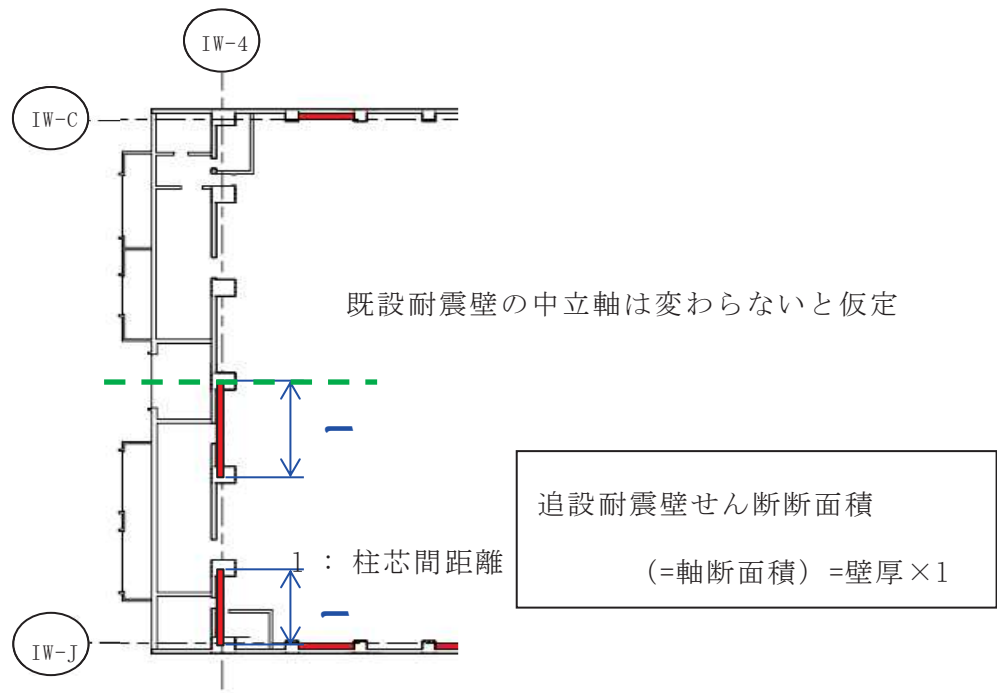 IW-4
IW-C
既設耐震壁の中立軸は変わらないと仮定
l
追設耐震壁せん断断面積
l : 柱芯間距離
(=軸断面積) =壁厚×l
l
IW-J